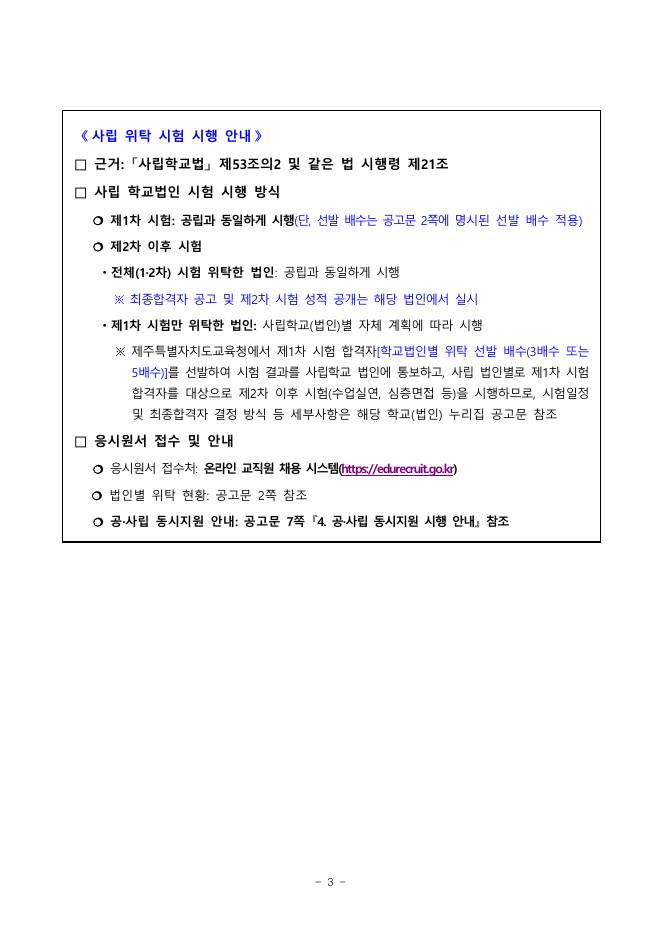 《 사립 위탁 시험 시행 안내 》
□ 근거:「사립학교법」제53조의2 및 같은 법 시행령 제21조
□ 사립 학교법인 시험 시행 방식
❍ 제1차 시험: 공립과 동일하게 시행(단, 선발 배수는 공고문 2쪽에 명시된 선발 배수 적용)
❍ 제2차 이후 시험
・전체(1·2차) 시험 위탁한 법인: 공립과 동일하게 시행
※ 최종합격자 공고 및 제2차 시험 성적 공개는 해당 법인에서 실시
・제1차 시험만 위탁한 법인: 사립학교(법인)별 자체 계획에 따라 시행
※ 제주특별자치도교육청에서 제1차 시험 합격자[학교법인별 위탁 선발 배수(3배수 또는
5배수)]를 선발하여 시험 결과를 사립학교 법인에 통보하고, 사립 법인별로 제1차 시험
합격자를 대상으로 제2차 이후 시험(수업실연, 심층면접 등)을 시행하므로, 시험일정
및 최종합격자 결정 방식 등 세부사항은 해당 학교(법인) 누리집 공고문 참조
□ 응시원서 접수 및 안내
❍ 응시원서 접수처: 온라인 교직원 채용 시스템(https://edurecruit.go.kr)
❍ 법인별 위탁 현황: 공고문 2쪽 참조
❍ 공·사립 동시지원 안내: 공고문 7쪽『4. 공·사립 동시지원 시행 안내』참조
- 3 -